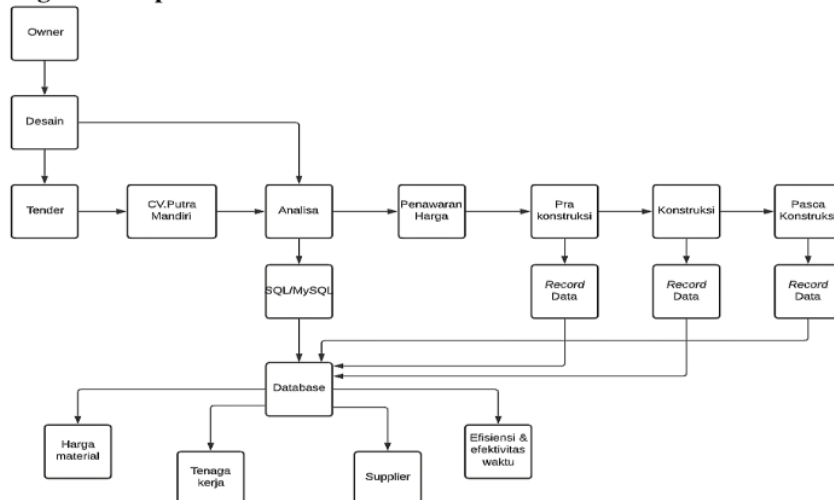 Owner
Desain
Tender
CV.Putra
Mandiri
Analisa
Penawaran
Harga
Pra
konstruksi
Konstruksi
Pasca
Konstruks
SQL/MySQL
Record
Data
Record
Data
Record
Data
Database
Harga
material
Tenaga
kerja
Supplier
Efisiensi &
efektivitas
waktu